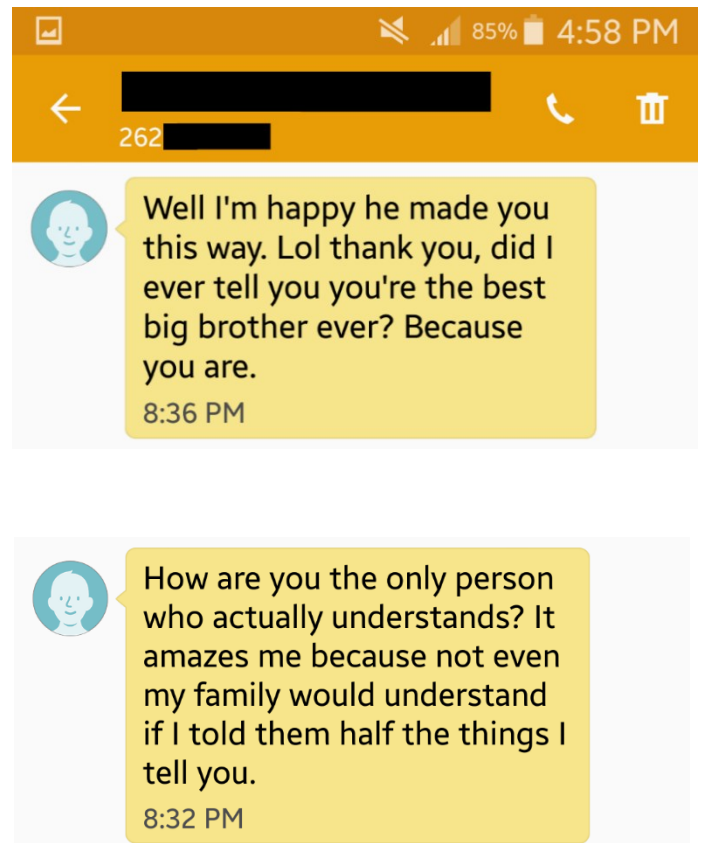 85% 4:58 PM
262
Well I'm happy he made you
this way. Lol thank you, did I
ever tell you you're the best
big brother ever? Because
you are.
8:36 PM
How are you the only person
who actually understands? It
amazes me because not even
my family would understand
if I told them half the things I
tell you.
8:32 PM